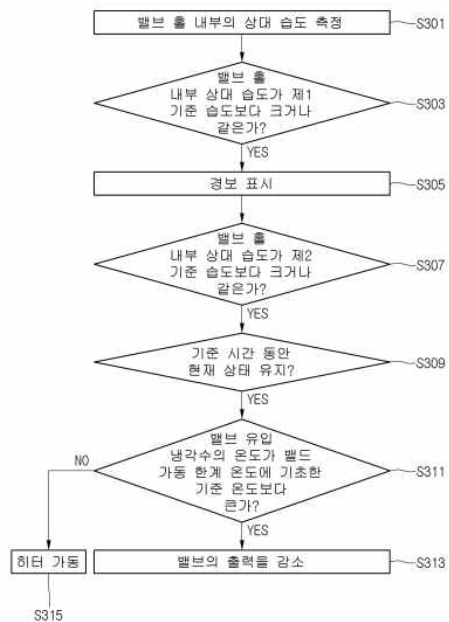 밸브 홀 내부의 상대 습도 측정
S301
밸브 홀
내부 상대 습도가 제1
기준 습도보다 크거나
같은가?
S303
YES
경보 표시
S305
밸브 홀
내부 상대 습도가 제2
기준 습도보다 크거나
같은가?
S307
YES
기준 시간 동안
현재 상태 유지?
S309
YES
밸브 유입
냉각수의 온도가 밸드
가동 한계 온도에 기초한
기준 온도보다
큰가?
S311
NO
YES
히터 가동
밸브의 출력을 감소
S313
S315